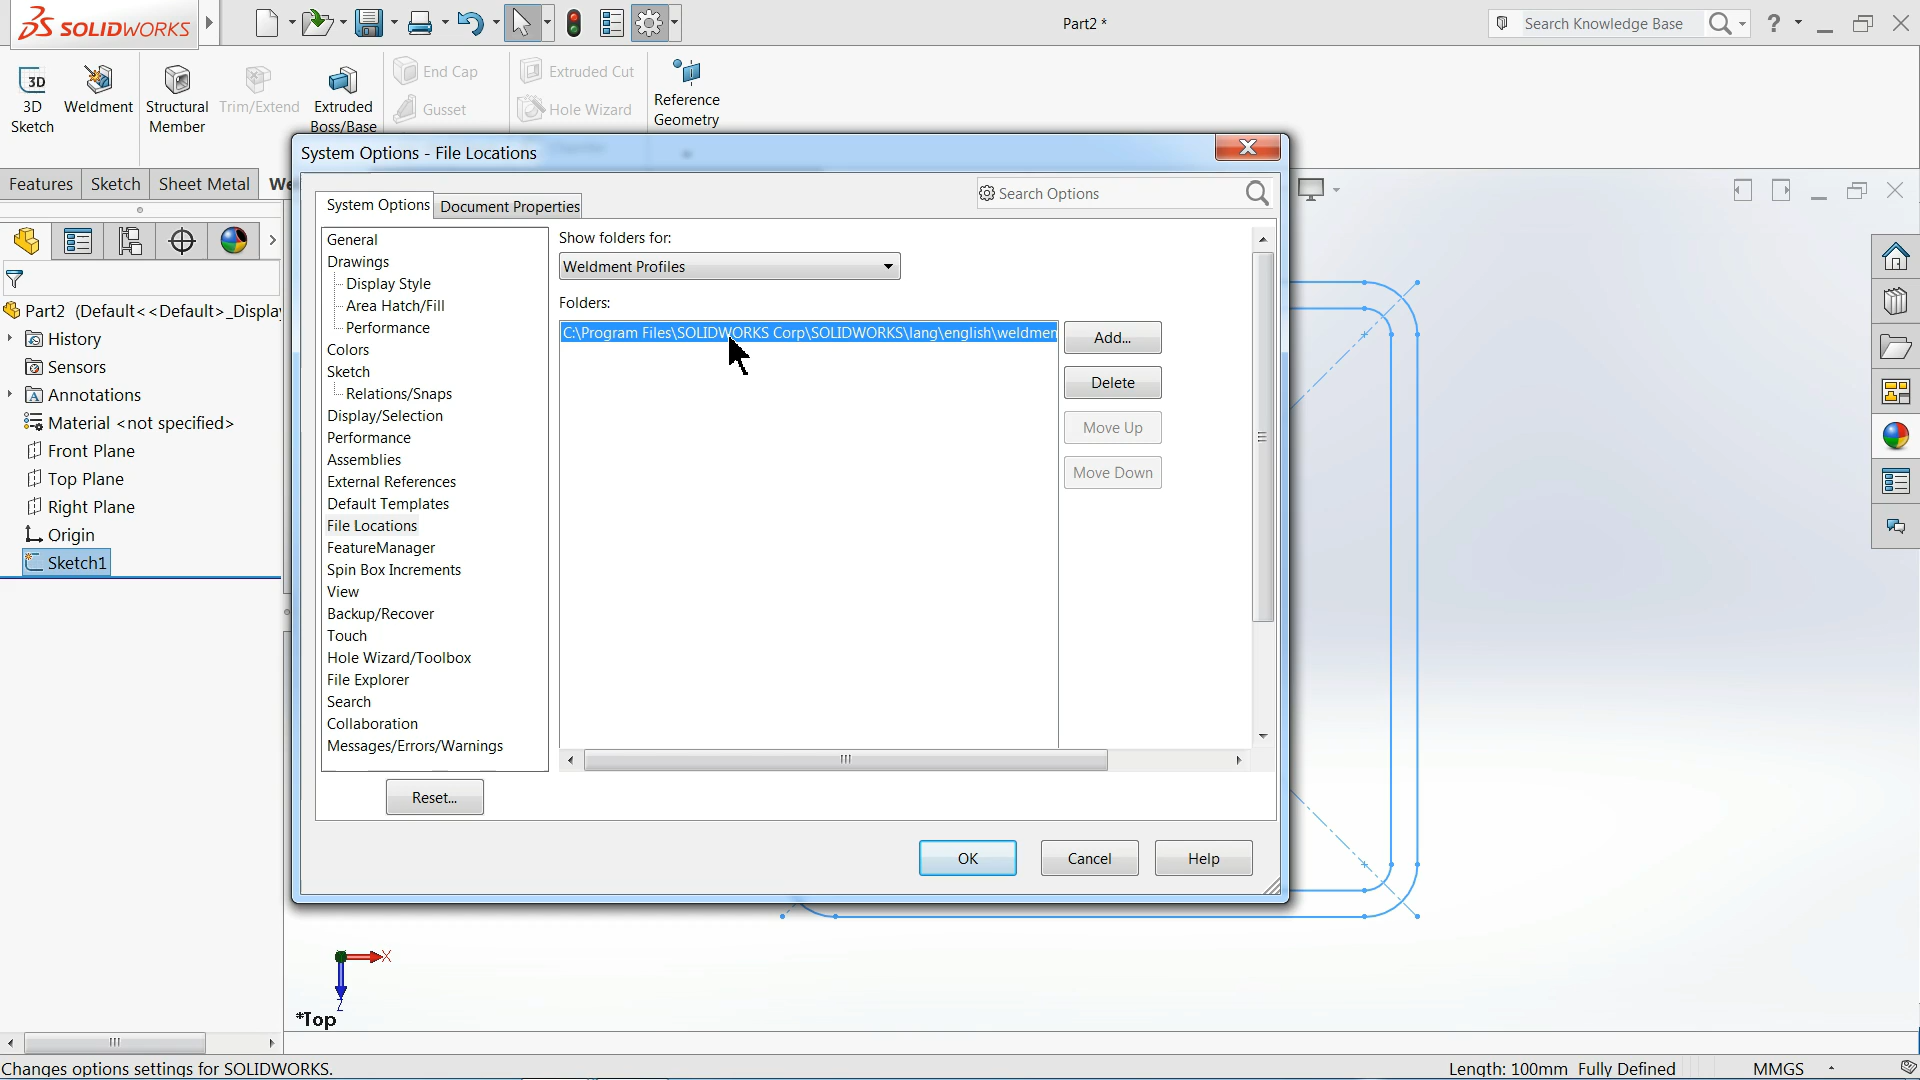 SOLIDWORKS
Part2 *
Search Knowledge Base
?
3D
Sketch
Weldment
Structural
Member
Trim/Extend
Extruded
Boss/Base
End Cap
Gusset
Extruded Cut
Hole Wizard
Reference
Geometry
System Options - File Locations
Features
Sketch
Sheet Metal
We
System Options
Document Properties
Search Options
General
Drawings
Display Style
Area Hatch/Fill
Performance
Colors
Sketch
Relations/Snaps
Display/Selection
Performance
Assemblies
External References
Default Templates
File Locations
FeatureManager
Spin Box Increments
View
Backup/Recover
Touch
Hole Wizard/Toolbox
File Explorer
Search
Collaboration
Messages/Errors/Warnings
Reset...
Show folders for:
Weldment Profiles
Folders:
C:\Program Files\SOLIDWORKS Corp\SOLIDWORKS\lang\english\weldmen
Add...
Delete
Move Up
Move Down
OK
Cancel
Help
Part2 (Default<<Default>_Display
History
Sensors
Annotations
Material <not specified>
Front Plane
Top Plane
Right Plane
Origin
Sketch1
X
Z
*Top
Changes options settings for SOLIDWORKS.
Length: 100mm
Fully Defined
MMGS